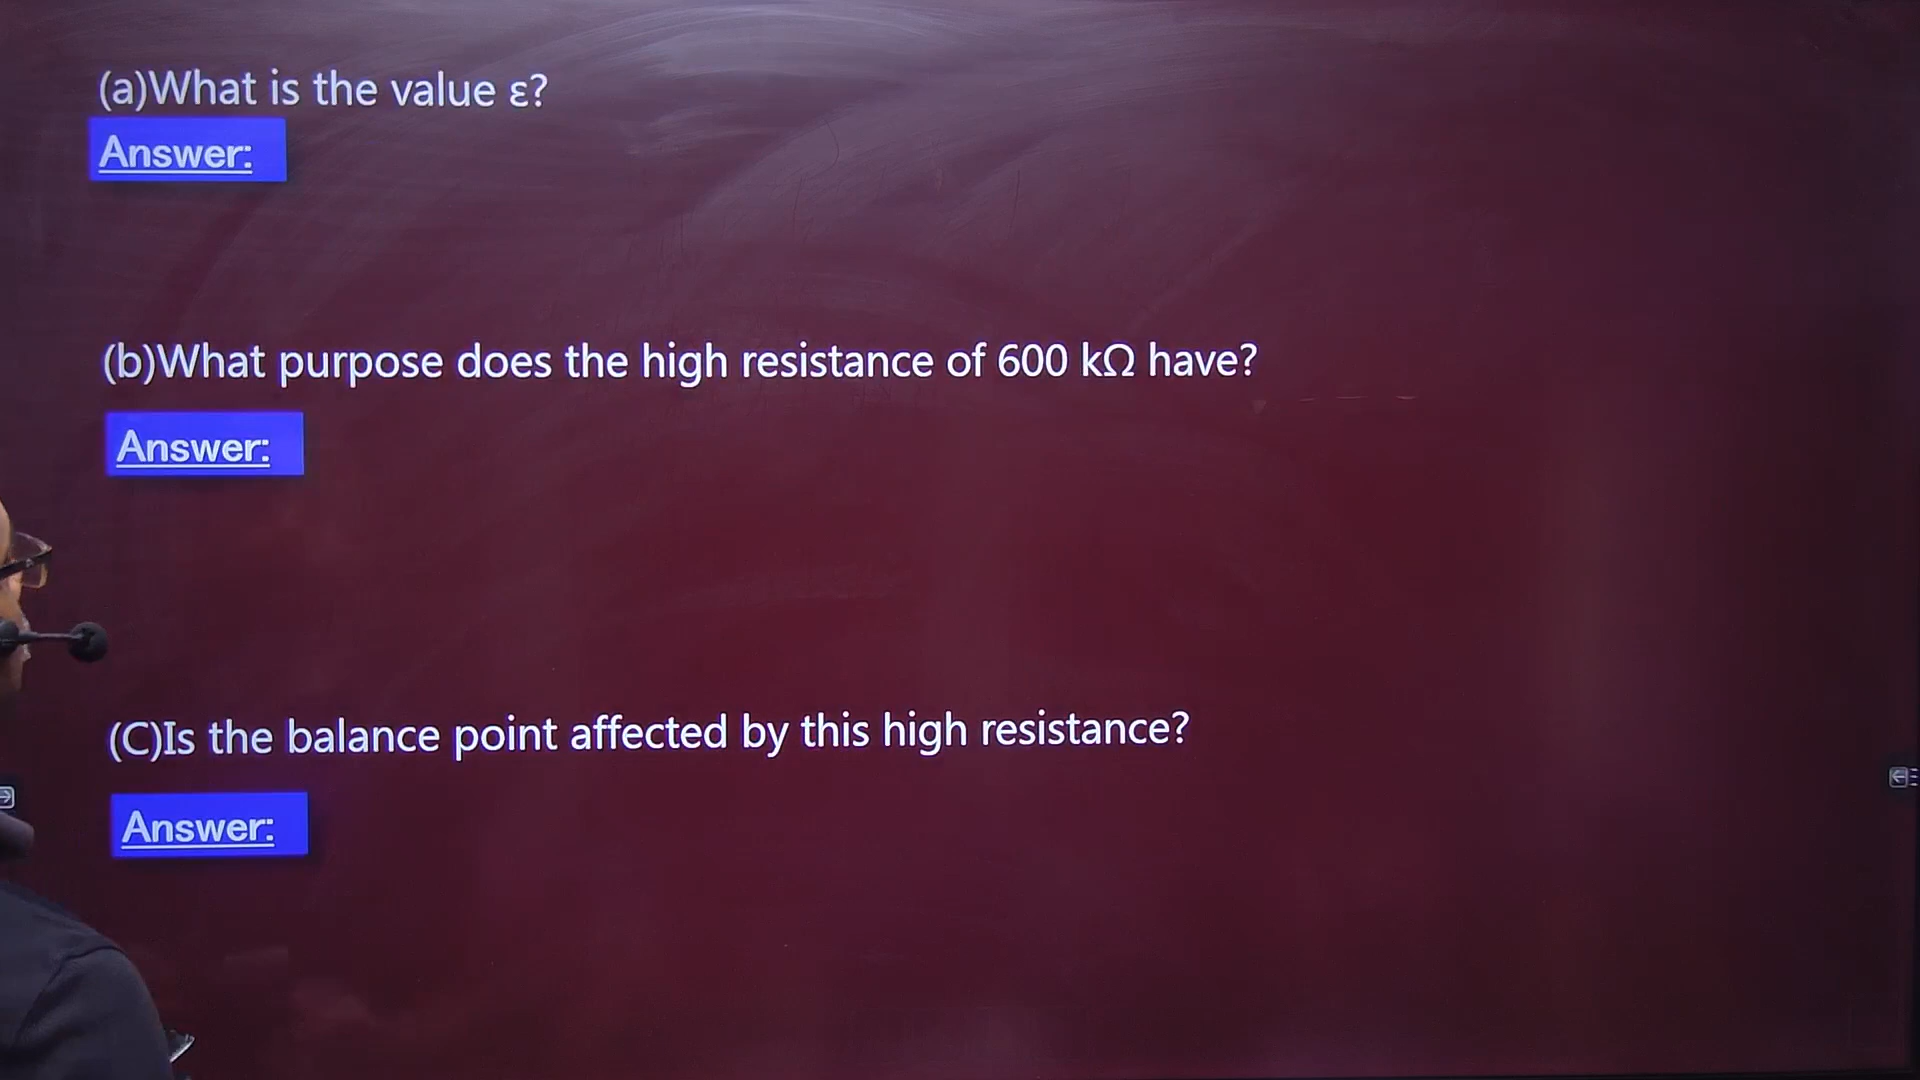 (a)What is the value ε?
Answer:
(b)What purpose does the high resistance of 600 kΩ have?
Answer:
(C)Is the balance point affected by this high resistance?
Answer: